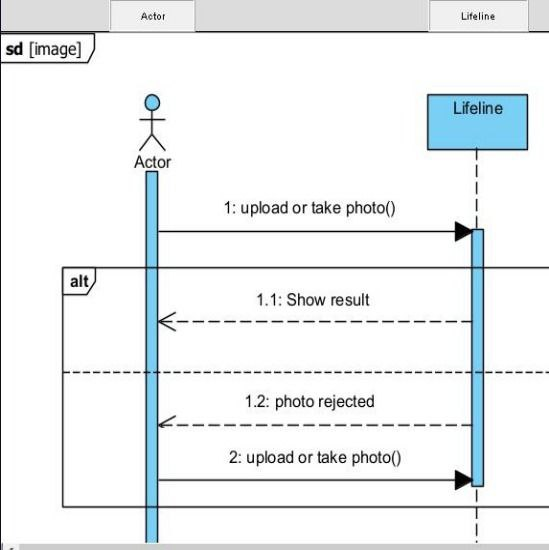 Actor
Lifeline
sd [image]
Lifeline
Actor
1: upload or take photo()
alt
1.1: Show result
1.2: photo rejected
2: upload or take photo()